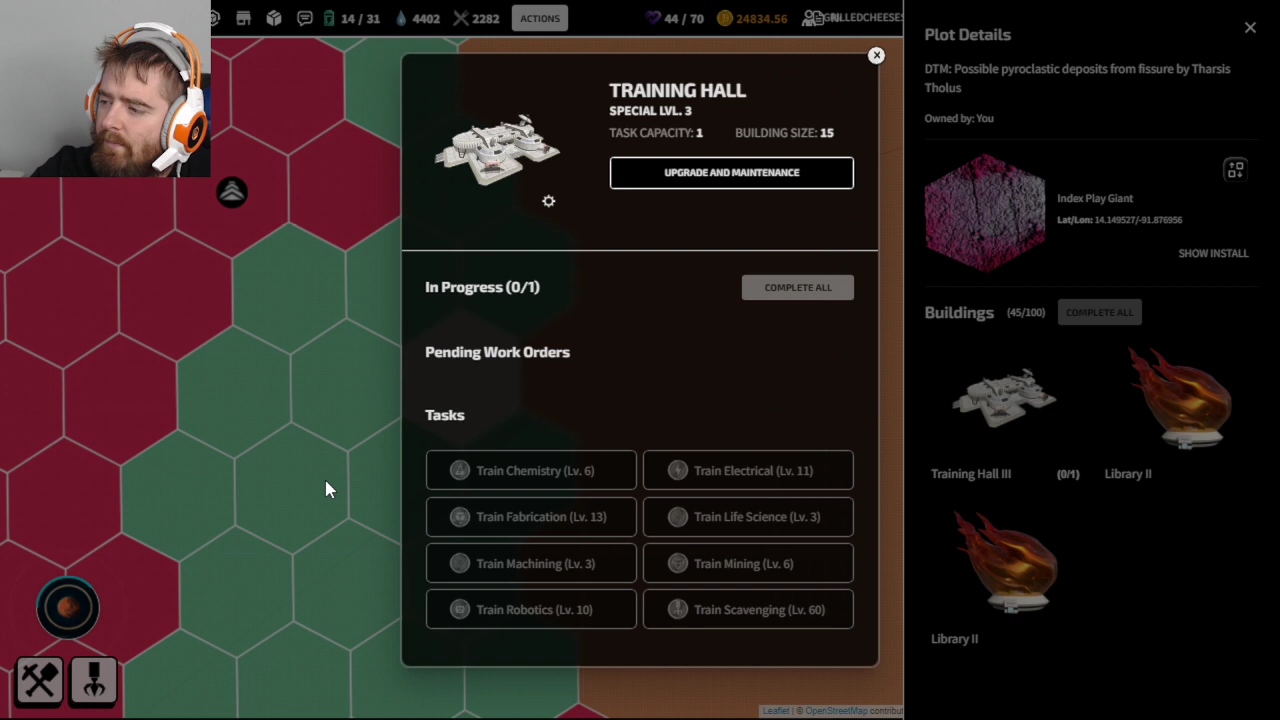 14 / 31
4402
2282
ACTIONS
44 / 70
24834.56
TRAINING HALL
SPECIAL LVL. 3
TASK CAPACITY: 1
BUILDING SIZE: 15
UPGRADE AND MAINTENANCE
In Progress (0/1)
COMPLETE ALL
Pending Work Orders
Tasks
Train Chemistry (Lv. 6)
Train Electrical (Lv. 11)
Train Fabrication (Lv. 13)
Train Life Science (Lv. 3)
Train Machining (Lv. 3)
Train Mining (Lv. 6)
Train Robotics (Lv. 10)
Train Scavenging (Lv. 60)
Leaflet | © OpenStreetMap
Plot Details
DTM: Possible pyroclastic deposits from fissure by Tharsis
Tholus
Owned by: You
Index Play Giant
Lat/Lon: 14.149527/-91.876956
SHOW INSTALL
Buildings (45/100)
COMPLETE ALL
Training Hall III (0/1)
Library II
Library II